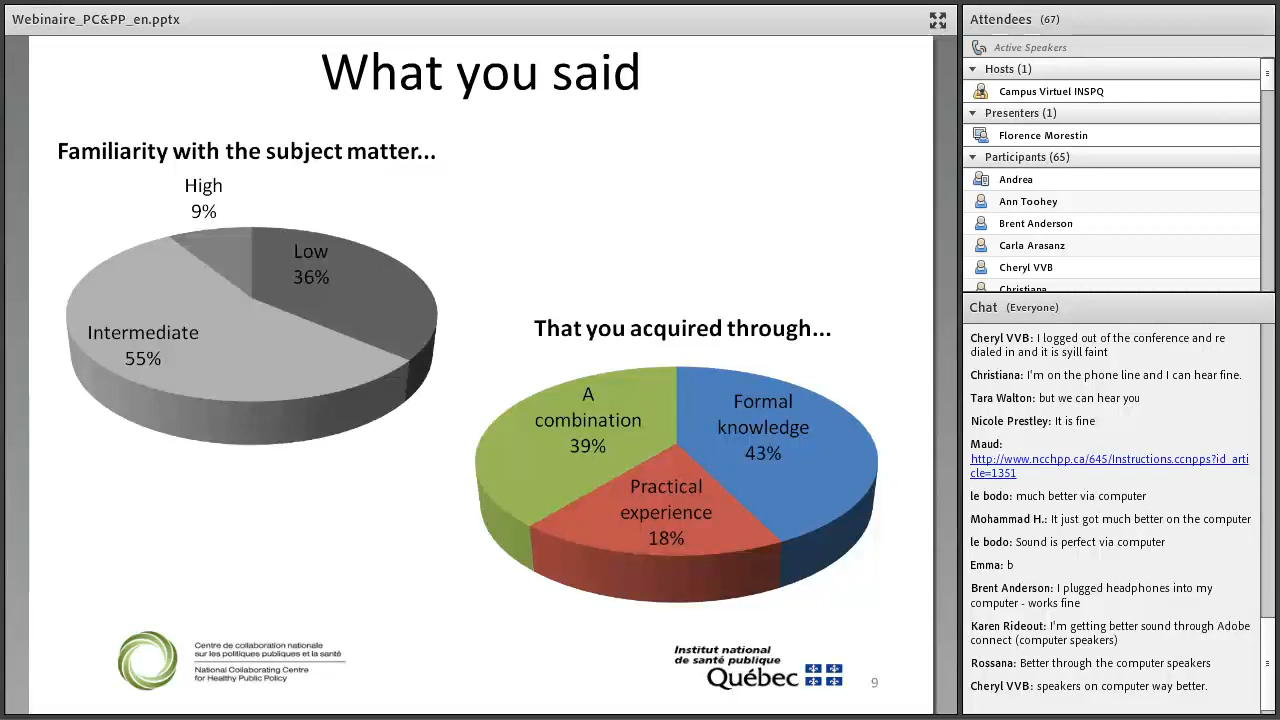 Webinaire_PC&PP_en.pptx
What you said
Familiarity with the subject matter...
High
9%
Low
36%
Intermediate
55%
That you acquired through...
A
combination
39%
Formal
knowledge
43%
Practical
experience
18%
Centre de collaboration nationale
sur les politiques publiques et la santé
National Collaborating Centre
for Healthy Public Policy
Institut national
de santé publique
Québec
9
Attendees (67)
Active Speakers
Hosts (1)
Campus Virtuel INSPQ
Presenters (1)
Florence Morestin
Participants (65)
Andrea
Ann Toohey
Brent Anderson
Carla Arasanz
Cheryl VVB
Christiana
Chat (Everyone)
Cheryl VVB: I logged out of the conference and re
dialed in and it is syill faint
Christiana: I'm on the phone line and I can hear fine.
Tara Walton: but we can hear you
Nicole Prestley: It is fine
Maud:
http://www.ncchpp.ca/645/Instructions.ccnpps?id_arti
cle=1351
le bodo: much better via computer
Mohammad H.: It just got much better on the computer
le bodo: Sound is perfect via computer
Emma: b
Brent Anderson: I plugged headphones into my
computer - works fine
Karen Rideout: I'm getting better sound through Adobe
connect (computer speakers)
Rossana: Better through the computer speakers
Cheryl VVB: speakers on computer way better.